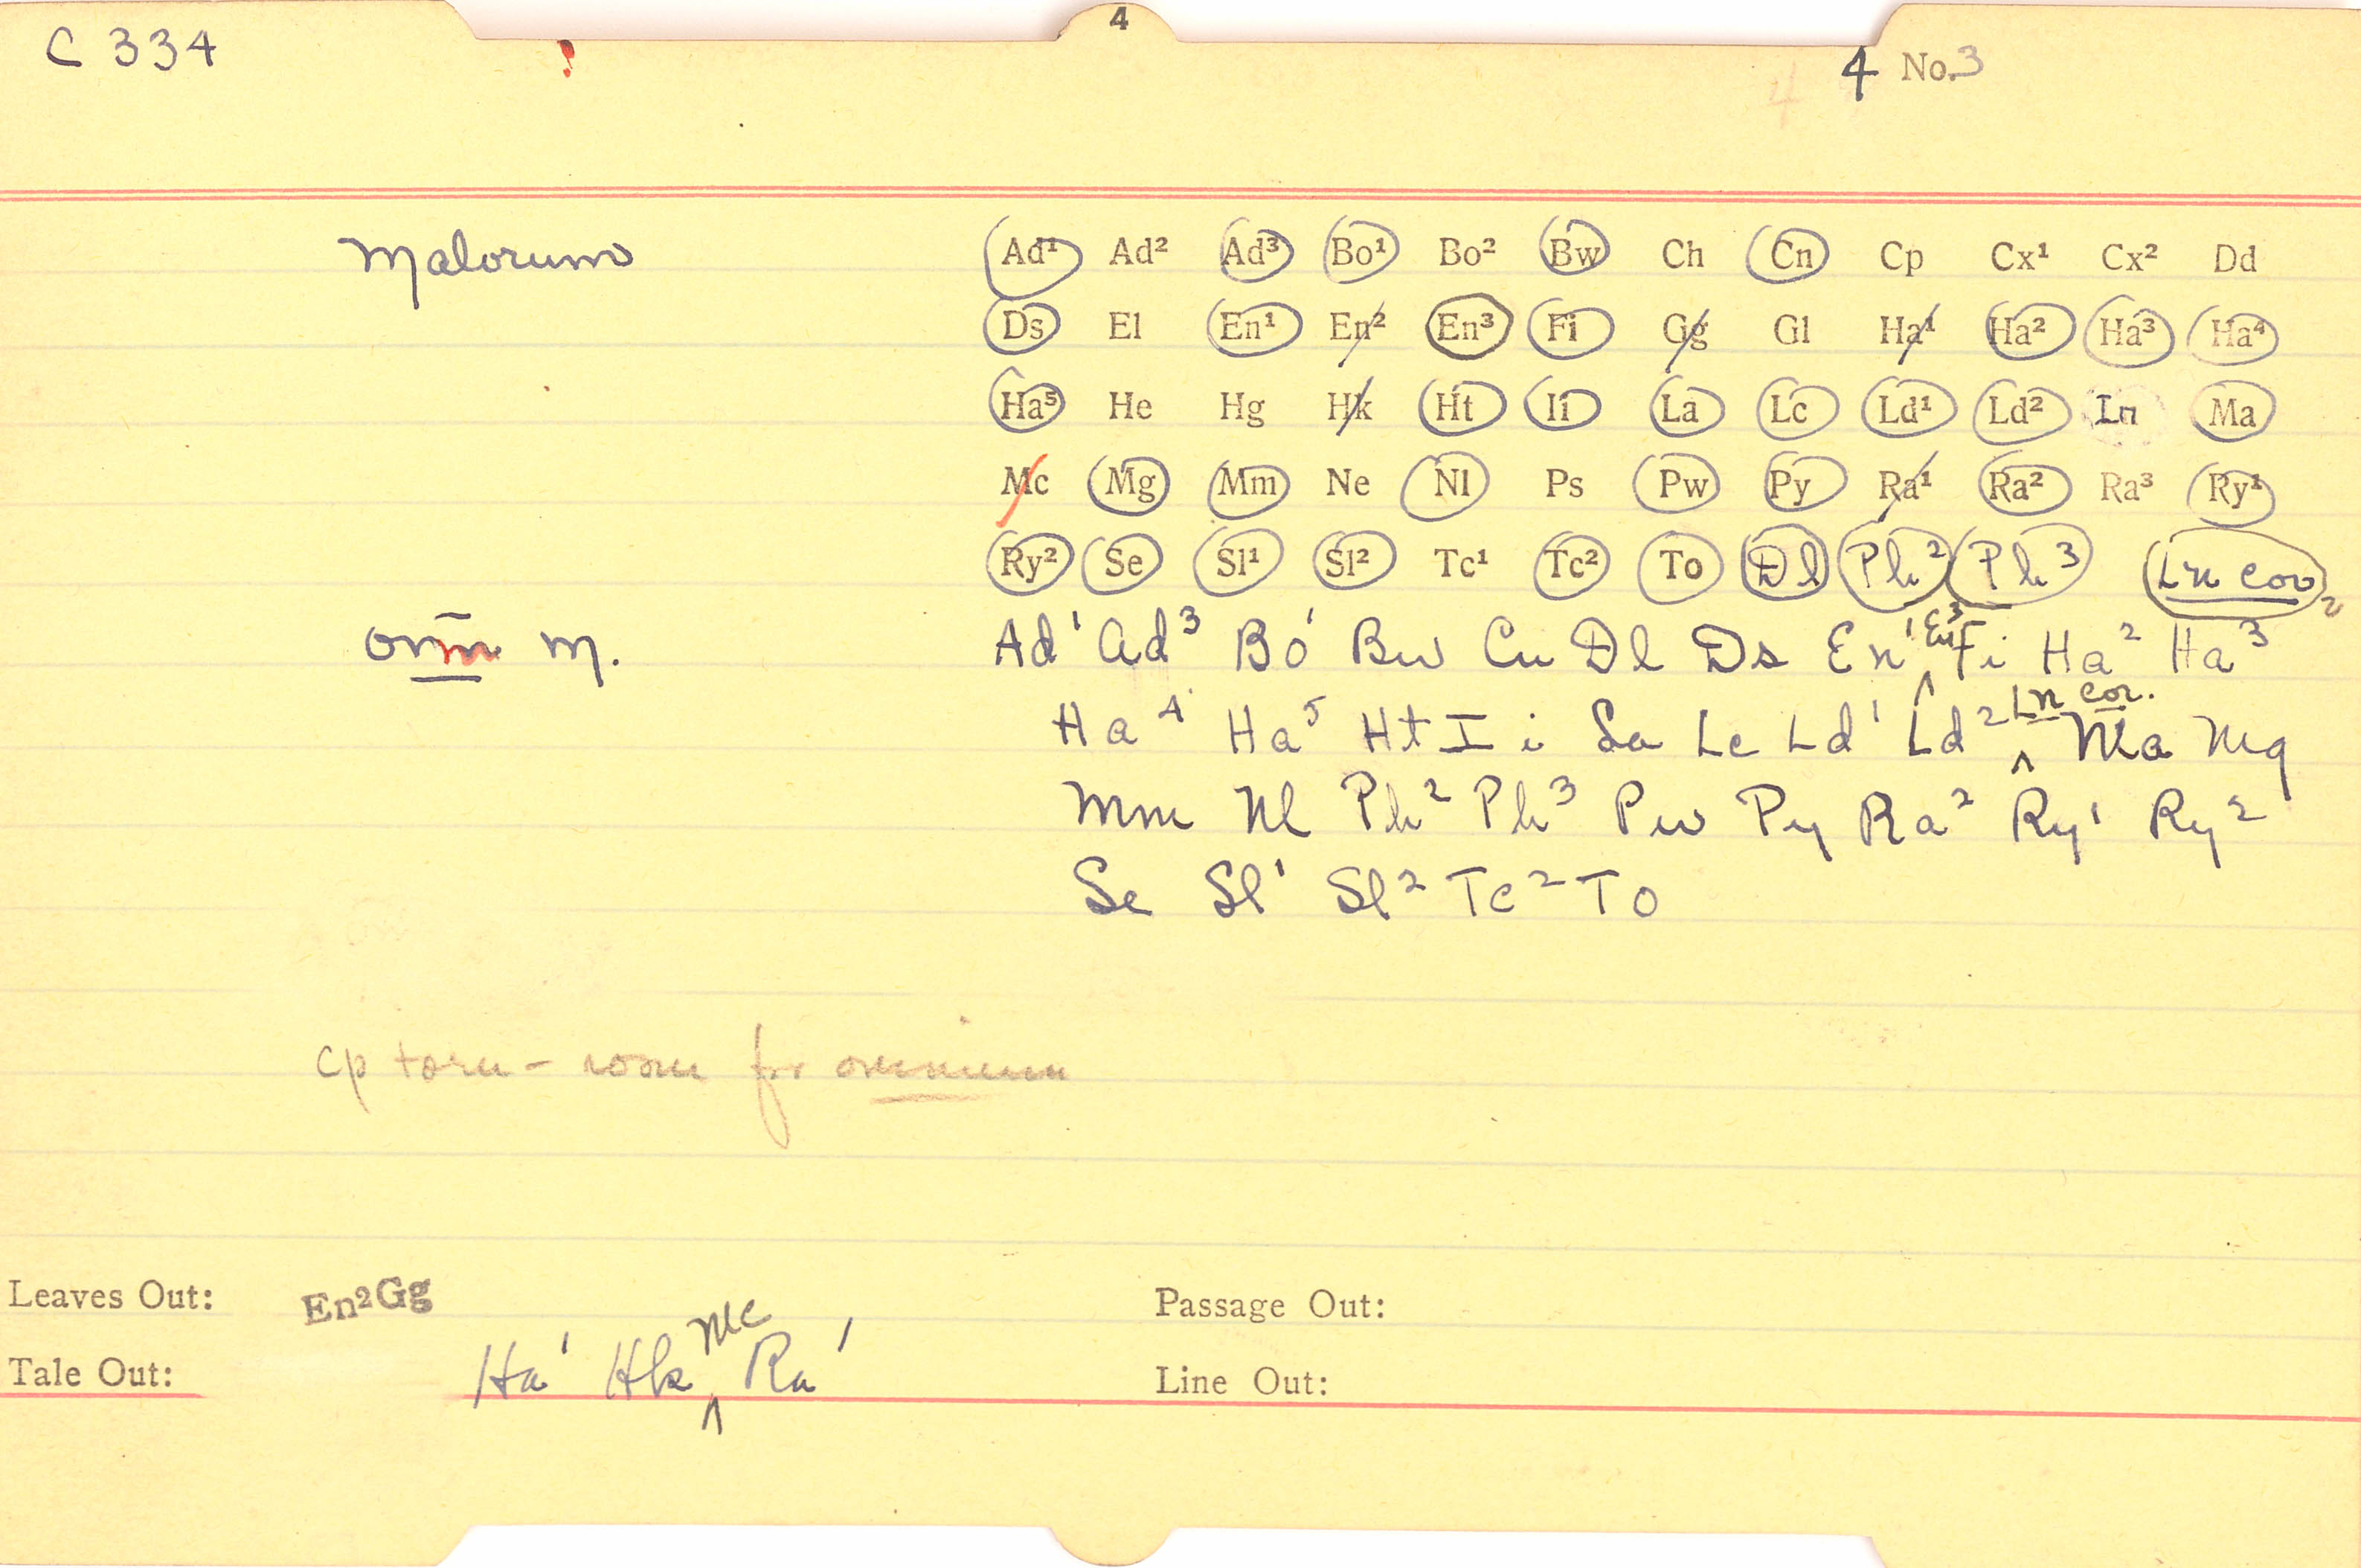 4
C 334
4 No.3
Malorum Ad¹ Ad² Ad³ Bo¹ Bo² Bw Ch Cn Cp Cx¹ Cx² Dd
Ds El En¹ En² En³ Fi Gg Gl Ha¹ Ha² Ha³ Ha⁴
Ha⁵ He Hg Hk Ht Ii La Lc Ld¹ Ld² Ln Ma
Mc Mg Mm Ne Nl Ps Pw Py Ra¹ Ra² Ra³ Ry¹
Ry² Se Sl¹ Sl² Tc¹ Tc² To Dl Ph² Ph³ Ln cor
m. Ad¹ Ad³ Bo¹ Bw Cn Dl Ds En¹ En³ Fi Ha² Ha³
Ha⁴ Ha⁵ Ht Ii La Lc Ld¹ Ld² Ln cor. Ma Mg
Mm Nl Ph² Ph³ Pw Py Ra² Ry¹ Ry²
Se Sl¹ Sl² Tc² To
Cp torn - room for omnium
Leaves Out: En²Gg
Passage Out:
Tale Out: Ha¹ Hk Mc Ra¹
Line Out: